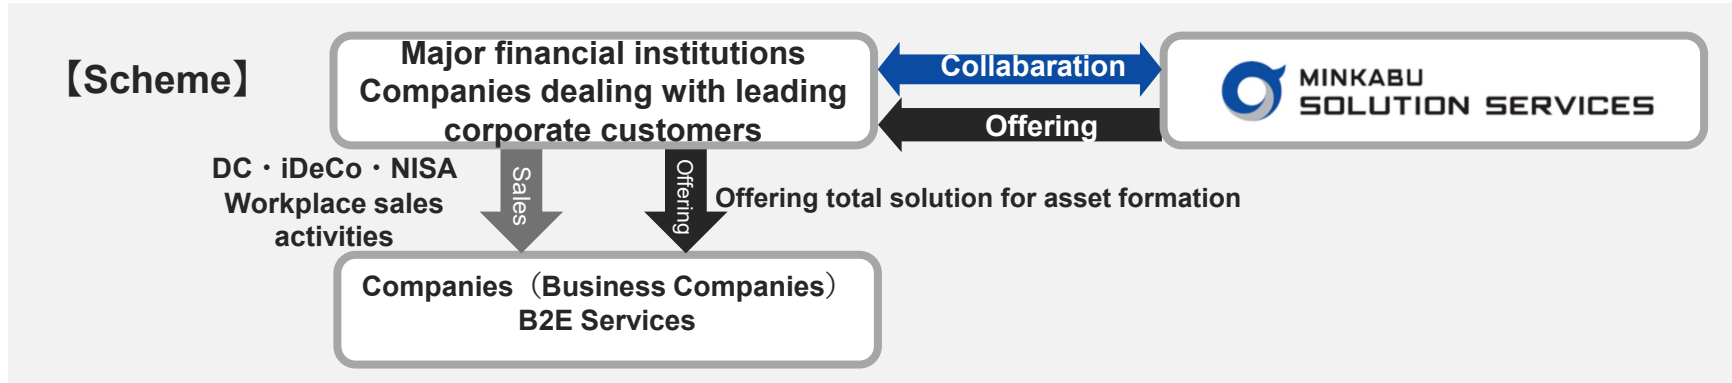 【Scheme】
Major financial institutions
Companies dealing with leading
corporate customers
Collabaration
Offering
MINKABU
SOLUTION SERVICES
DC・iDeCo・NISA
Workplace sales
activities
Sales
Offering
Offering total solution for asset formation
Companies（Business Companies）
B2E Services